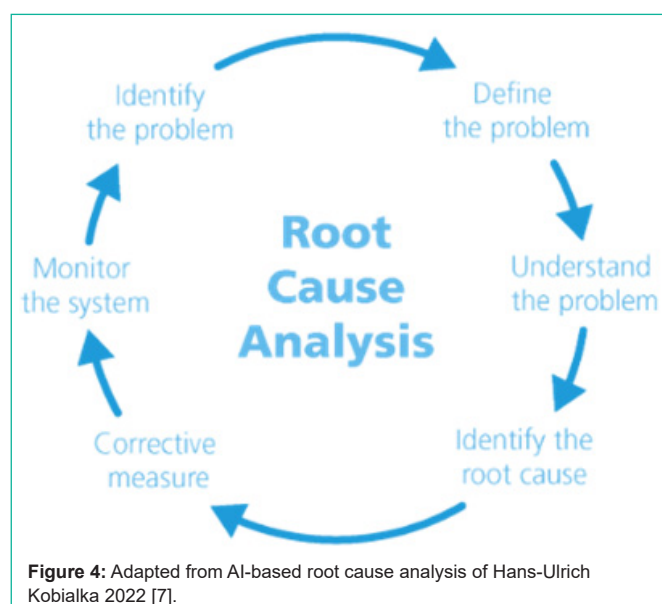 Identify
the problem
Define
the problem
Understand
the problem
Identify the
root cause
Corrective
measure
Monitor
the system
Root
Cause
Analysis
Figure 4: Adapted from AI-based root cause analysis of Hans-Ulrich
Kobialka 2022 [7].